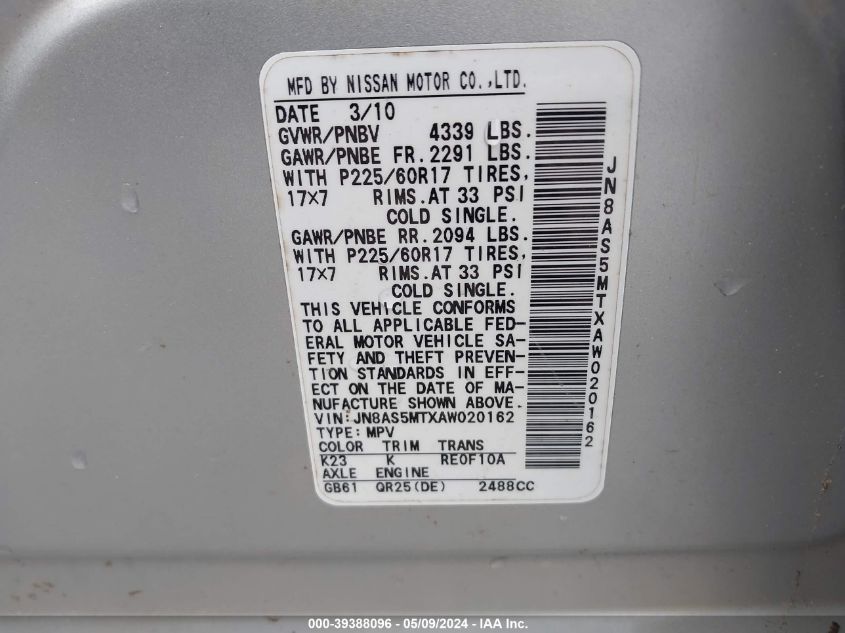 MFD BY NISSAN MOTOR CO.,LTD.
DATE 3/10
GVWR/PNBV 4339 LBS.
GAWR/PNBE FR.2291 LBS.
WITH P225/60R17 TIRES,
17×7 RIMS.AT 33 PSI
COLD SINGLE.
GAWR/PNBE RR.2094 LBS.
WITH P225/60R17 TIRES,
17×7 RIMS.AT 33 PSI
COLD SINGLE.
THIS VEHICLE CONFORMS
TO ALL APPLICABLE FED-
ERAL MOTOR VEHICLE SA-
FETY AND THEFT PREVEN-
TION STANDARDS IN EFF-
ECT ON THE DATE OF MA-
NUFACTURE SHOWN ABOVE.
VIN:JN8AS5MTXAW020162
TYPE:MPV
COLOR TRIM TRANS
K23 K RE0F10A
AXLE ENGINE
GB61 QR25(DE) 2488CC
JN8AS5MTXAW020162
000-39388096 - 05/09/2024 - IAA Inc.